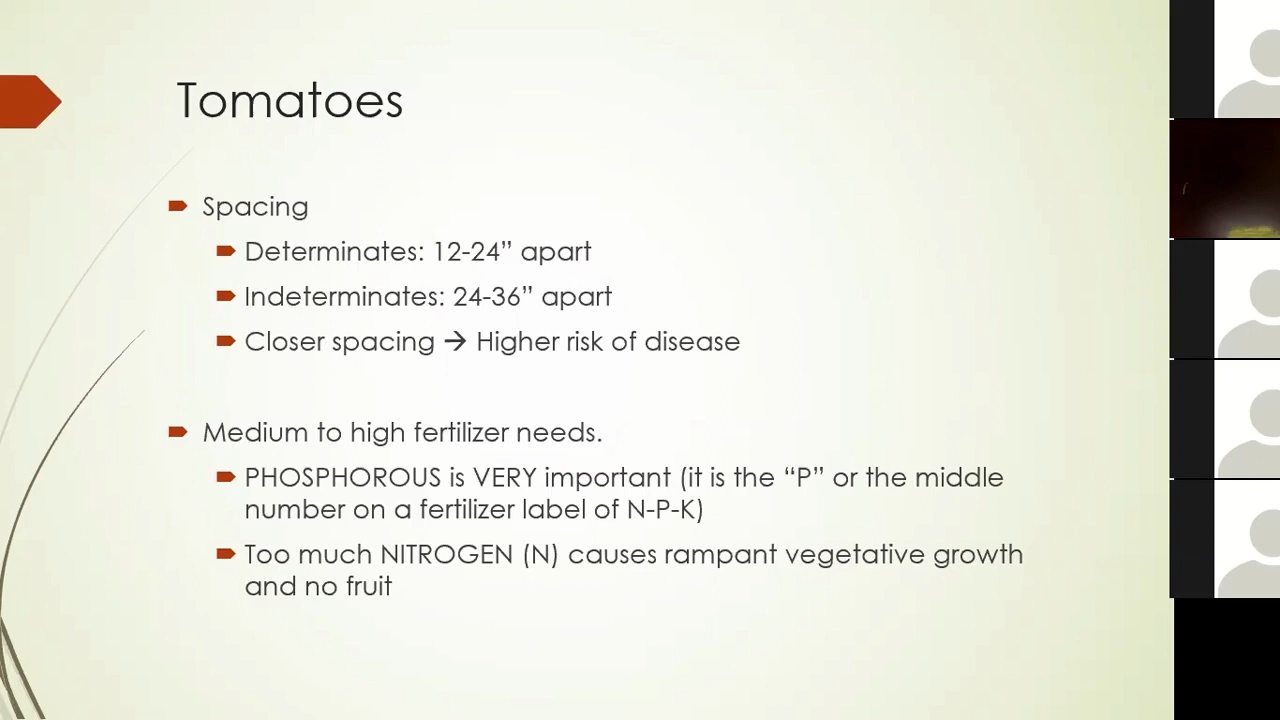 Tomatoes
Spacing
Determinates: 12-24” apart
Indeterminates: 24-36” apart
Closer spacing → Higher risk of disease
Medium to high fertilizer needs.
PHOSPHOROUS is VERY important (it is the “P” or the middle
number on a fertilizer label of N-P-K)
Too much NITROGEN (N) causes rampant vegetative growth
and no fruit